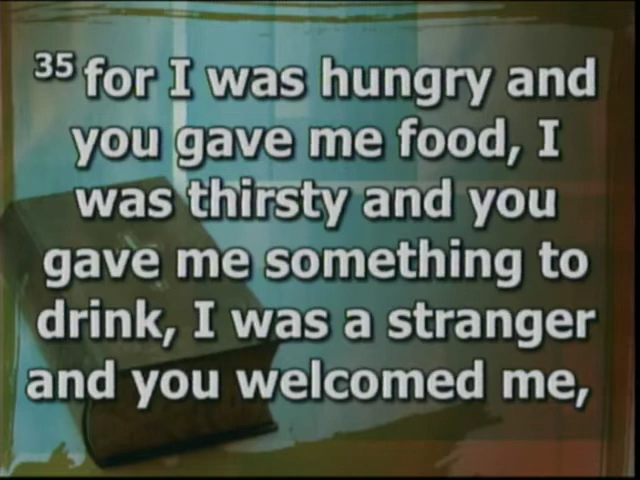 35 for I was hungry and
you gave me food, I
was thirsty and you
gave me something to
drink, I was a stranger
and you welcomed me,